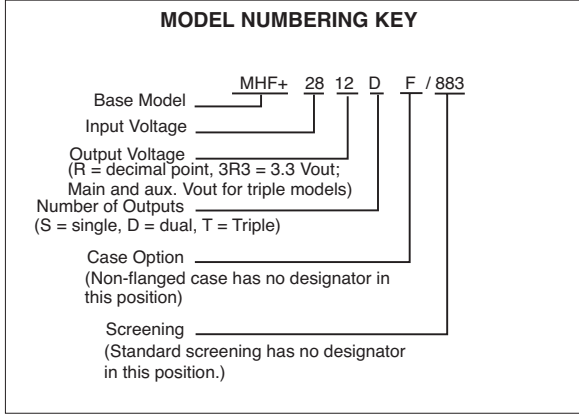 MODEL NUMBERING KEY
MHF+ 28 12 D F / 883
Base Model
Input Voltage
Output Voltage
(R = decimal point, 3R3 = 3.3 Vout;
Main and aux. Vout for triple models)
Number of Outputs
(S = single, D = dual, T = Triple)
Case Option
(Non-flanged case has no designator in
this position)
Screening
(Standard screening has no designator
in this position.)